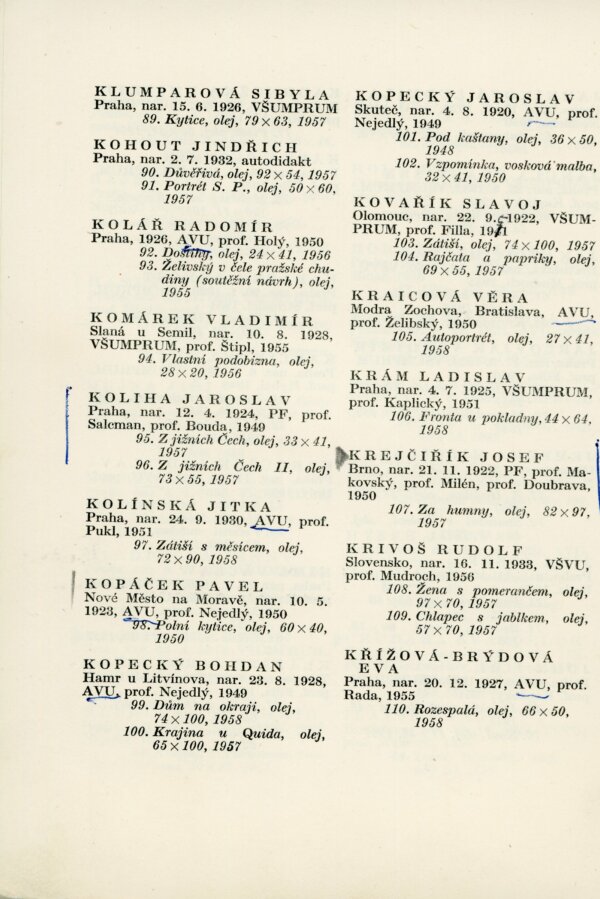 KLUMPAROVÁ SIBYLA
Praha, nar. 15. 6. 1926, VŠUMPRUM
89. Kytice, olej, 79×63, 1957
KOHOUT JINDŘICH
Praha, nar. 2. 7. 1932, autodidakt
90. Důvěřivá, olej, 92×54, 1957
91. Portrét S. P., olej, 50×60,
1957
KOLÁŘ RADOMÍR
Praha, 1926, AVU, prof. Holý, 1950
92. Dostihy, olej, 24×41, 1956
93. Želivský v čele pražské chu-
diny (soutěžní návrh), olej,
1955
KOMÁREK VLADIMÍR
Slaná u Semil, nar. 10. 8. 1928,
VŠUMPRUM, prof. Štipl, 1955
94. Vlastní podobizna, olej,
28×20, 1956
KOLIHA JAROSLAV
Praha, nar. 12. 4. 1924, PF, prof.
Salcman, prof. Bouda, 1949
95. Z jižních Čech, olej, 33×41,
1957
96. Z jižních Čech II, olej,
73×55, 1957
KOLÍNSKÁ JITKA
Praha, nar. 24. 9. 1930, AVU, prof.
Pukl, 1951
97. Zátiší s měsícem, olej,
72×90, 1958
KOPÁČEK PAVEL
Nové Město na Moravě, nar. 10. 5.
1923, AVU, prof. Nejedlý, 1950
98. Polní kytice, olej, 60×40,
1950
KOPECKÝ BOHDAN
Hamr u Litvínova, nar. 23. 8. 1928,
AVU, prof. Nejedlý, 1949
99. Dům na okraji, olej,
74×100, 1958
100. Krajina u Quida, olej,
65×100, 1957
KOPECKÝ JAROSLAV
Skuteč, nar. 4. 8. 1920, AVU, prof.
Nejedlý, 1949
101. Pod kaštany, olej, 36×50,
1948
102. Vzpomínka, vosková malba,
32×41, 1950
KOVAŘÍK SLAVOJ
Olomouc, nar. 22. 9. 1922, VŠUM-
PRUM, prof. Filla,
103. Zátiší, olej, 74×100, 1957
104. Rajčata a papriky, olej,
69×55, 1957
KRAICOVÁ VĚRA
Modra Zochova, Bratislava, AVU,
prof. Želibský, 1950
105. Autoportrét, olej, 27×41,
1958
KRÁM LADISLAV
Praha, nar. 4. 7. 1925, VŠUMPRUM,
prof. Kaplický, 1951
106. Fronta u pokladny, 44×64,
1958
KREJČIŘÍK JOSEF
Brno, nar. 21. 11. 1922, PF, prof. Ma-
kovský, prof. Milén, prof. Doubrava,
1950
107. Za humny, olej, 82×97,
1957
KRIVOŠ RUDOLF
Slovensko, nar. 16. 11. 1933, VŠVU,
prof. Mudroch, 1956
108. Žena s pomerančem, olej,
97×70, 1957
109. Chlapec s jablkem, olej,
57×70, 1957
KŘÍŽOVÁ-BRÝDOVÁ
EVA
Praha, nar. 20. 12. 1927, AVU, prof.
Rada, 1955
110. Rozespalá, olej, 66×50,
1958